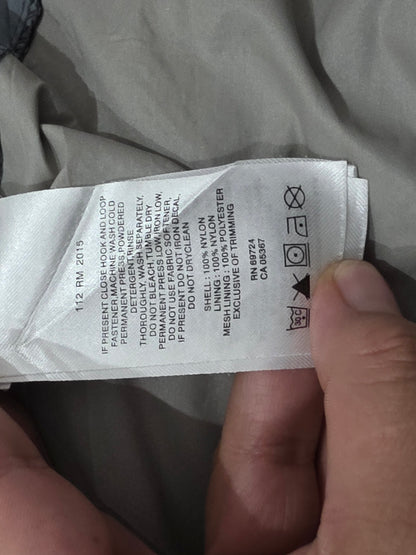 112 RM 2015
IF PRESENT CLOSE HOOK AND LOOP
FASTENER, MACHINE WASH COLD
PERMANENT PRESS, POWDERED
DETERGENT, RINSE
THOROUGHLY, WASH SEPARATELY,
DO NOT BLEACH TUMBLE DRY
PERMANENT PRESS LOW, IRON LOW,
DO NOT USE FABRIC SOFTENER,
IF PRESENT DO NOT IRON DECAL.
DO NOT DRYCLEAN
SHELL : 100% NYLON
LINING : 100% NYLON
MESH LINING : 100% POLYESTER
EXCLUSIVE OF TRIMMING
RN 69724
CA 05367
30 C